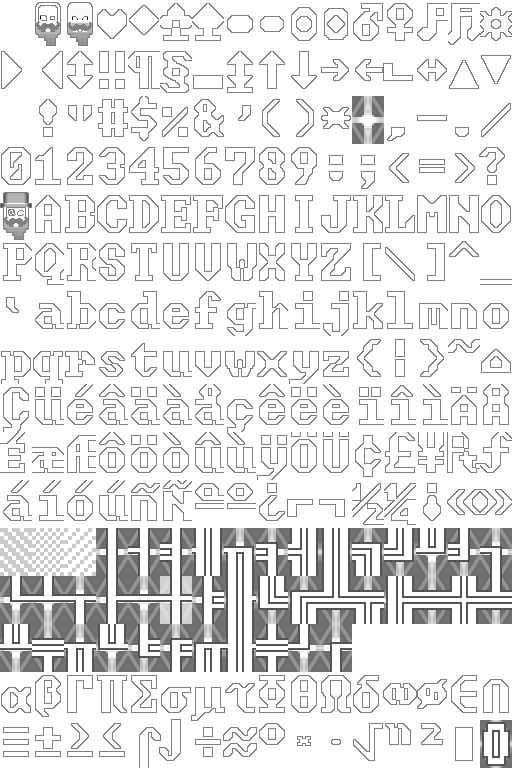 ♥♦♣♠•◘○◙♂♀♪♫☼
►◄↕‼¶§▬↨↑↓→←∟↔▲▼
!"#$%&'()*,-./
0123456789:;<=>?
ABCDEFGHIJKLMNO
PQRSTUVWXYZ[\]^_
`abcdefghijklmno
pqrstuvwxyz{|}~⌂
ÇüéâäàåçêëèïîìÄÅ
ÉæÆôöòûùÿÖÜ¢£¥₧ƒ
áíóúñÑªº¿⌐¬½¼¡«»
αßΓπΣσµτΦΘΩδ∞φε∩
≡±≥≤⌠⌡÷≈°∙·√ⁿ²■